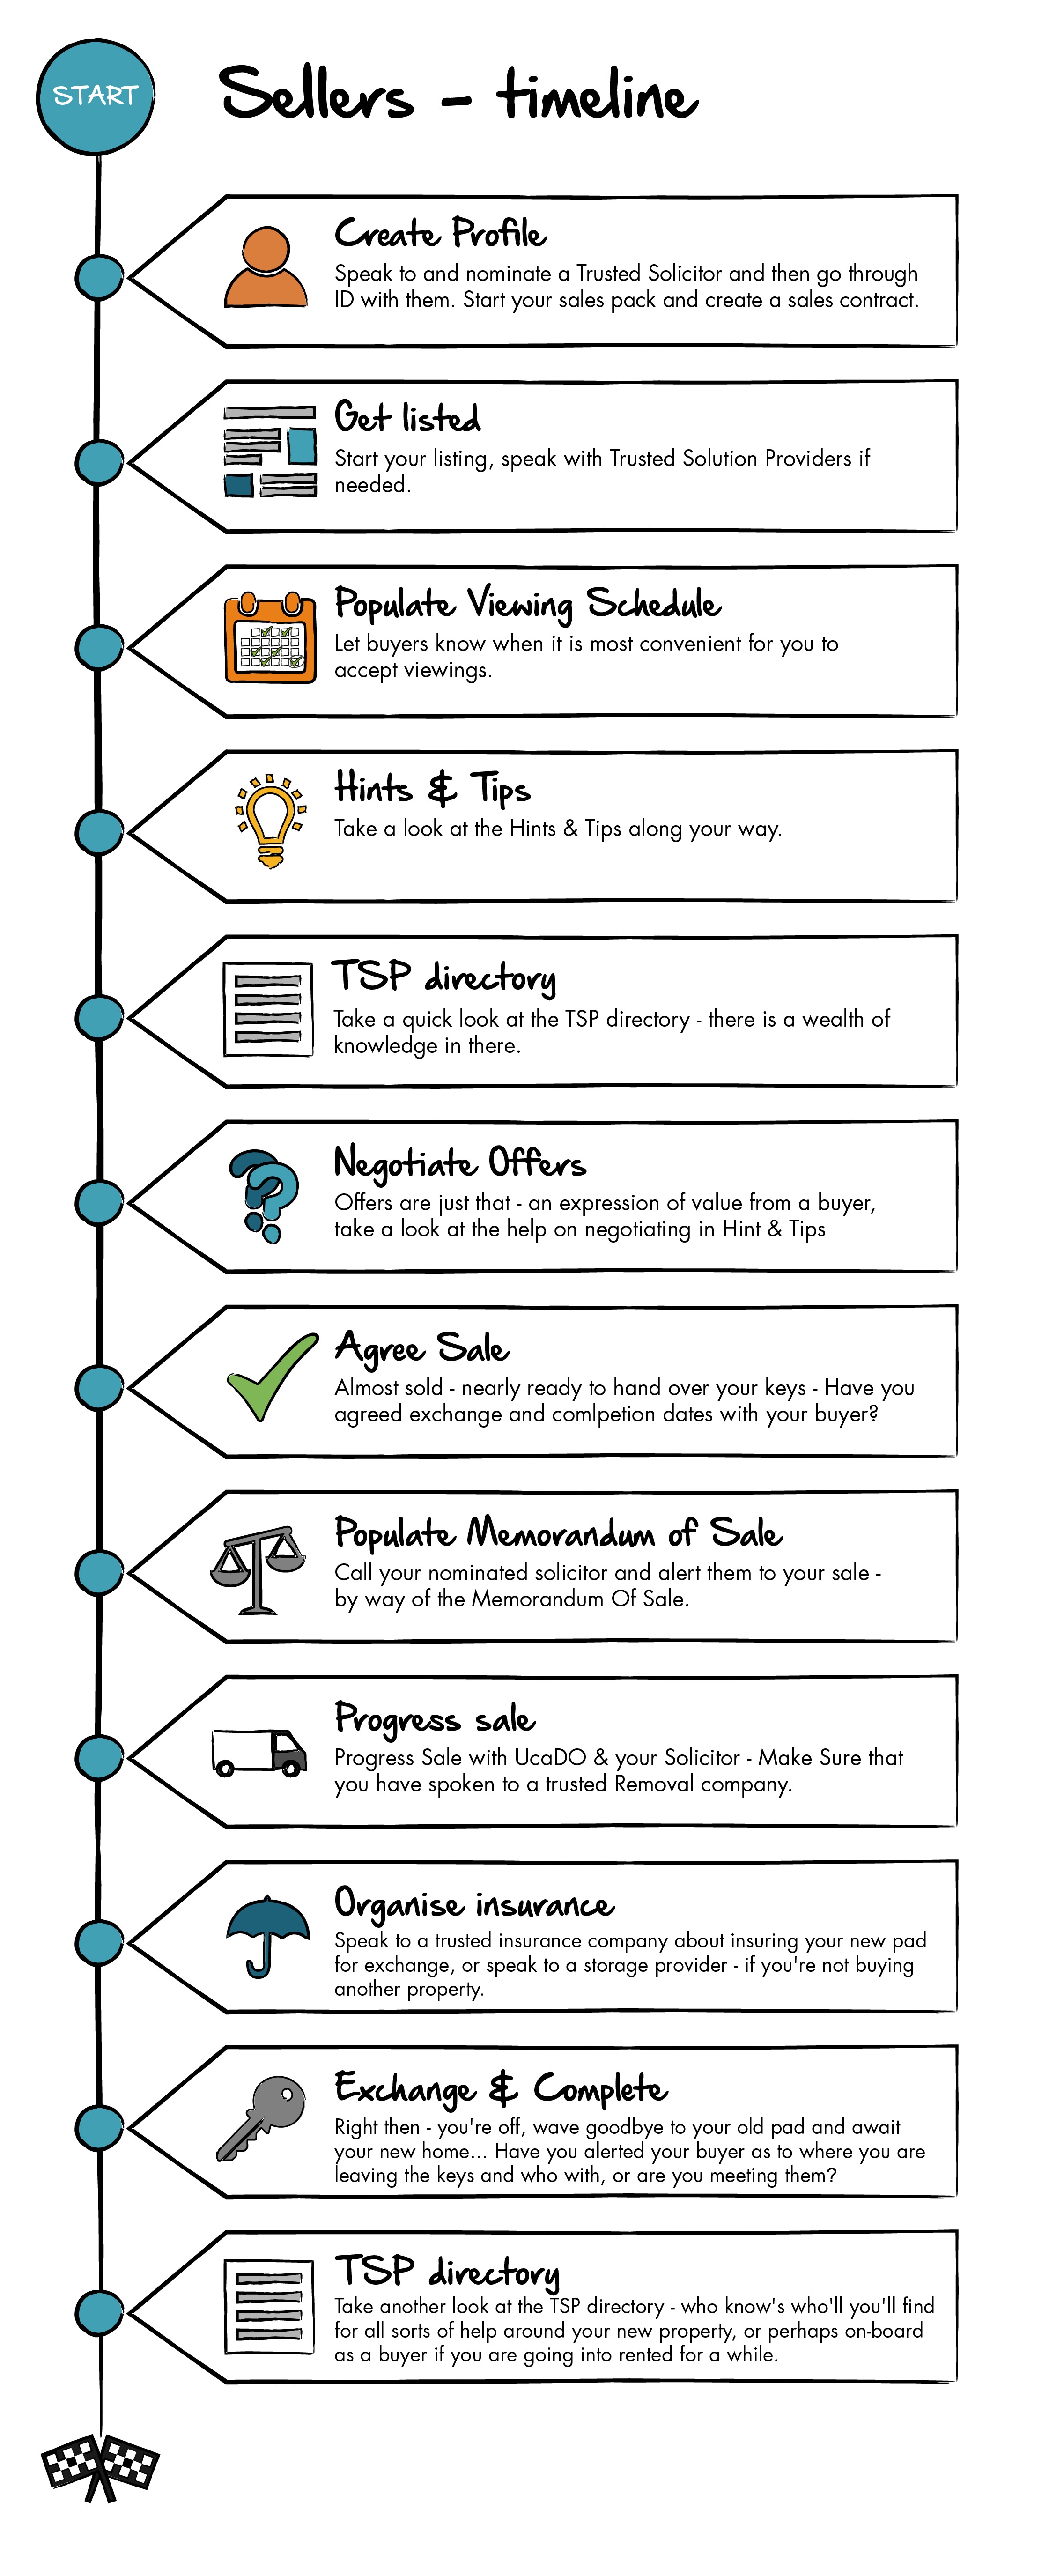 START
Sellers - timeline
Create Profile
Speak to and nominate a Trusted Solicitor and then go through
ID with them. Start your sales pack and create a sales contract.
Get listed
Start your listing, speak with Trusted Solution Providers if
needed.
Populate Viewing Schedule
Let buyers know when it is most convenient for you to
accept viewings.
Hints & Tips
Take a look at the Hints & Tips along your way.
TSP directory
Take a quick look at the TSP directory - there is a wealth of
knowledge in there.
Negotiate Offers
Offers are just that - an expression of value from a buyer,
take a look at the help on negotiating in Hint & Tips
Agree Sale
Almost sold - nearly ready to hand over your keys - Have you
agreed exchange and comlpetion dates with your buyer?
Populate Memorandum of Sale
Call your nominated solicitor and alert them to your sale -
by way of the Memorandum Of Sale.
Progress sale
Progress Sale with UcaDO & your Solicitor - Make Sure that
you have spoken to a trusted Removal company.
Organise insurance
Speak to a trusted insurance company about insuring your new pad
for exchange, or speak to a storage provider - if you're not buying
another property.
Exchange & Complete
Right then - you're off, wave goodbye to your old pad and await
your new home... Have you alerted your buyer as to where you are
leaving the keys and who with, or are you meeting them?
TSP directory
Take another look at the TSP directory - who know's who'll you'll find
for all sorts of help around your new property, or perhaps on-board
as a buyer if you are going into rented for a while.